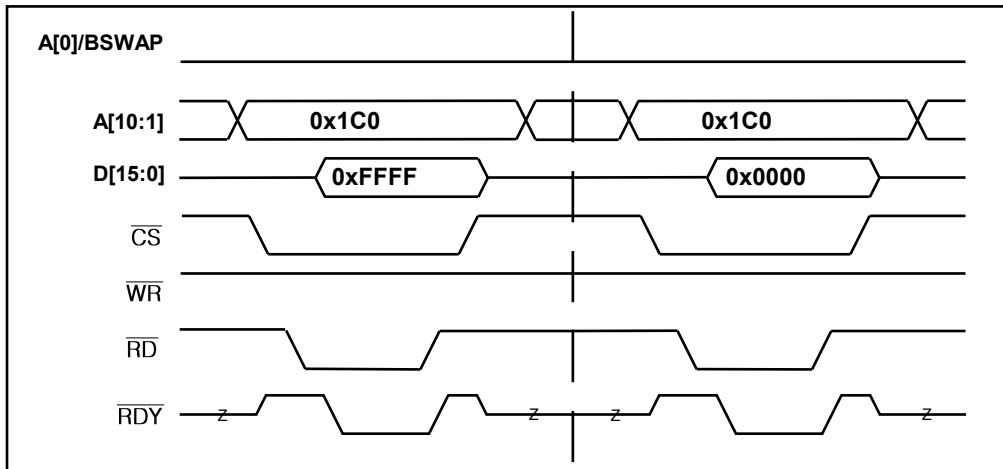 A[0]/BSWAP
A[10:1] 0x1C0 0x1C0
D[15:0] 0xFFFF 0x0000
CS
WR
RD
RDY Z Z Z Z